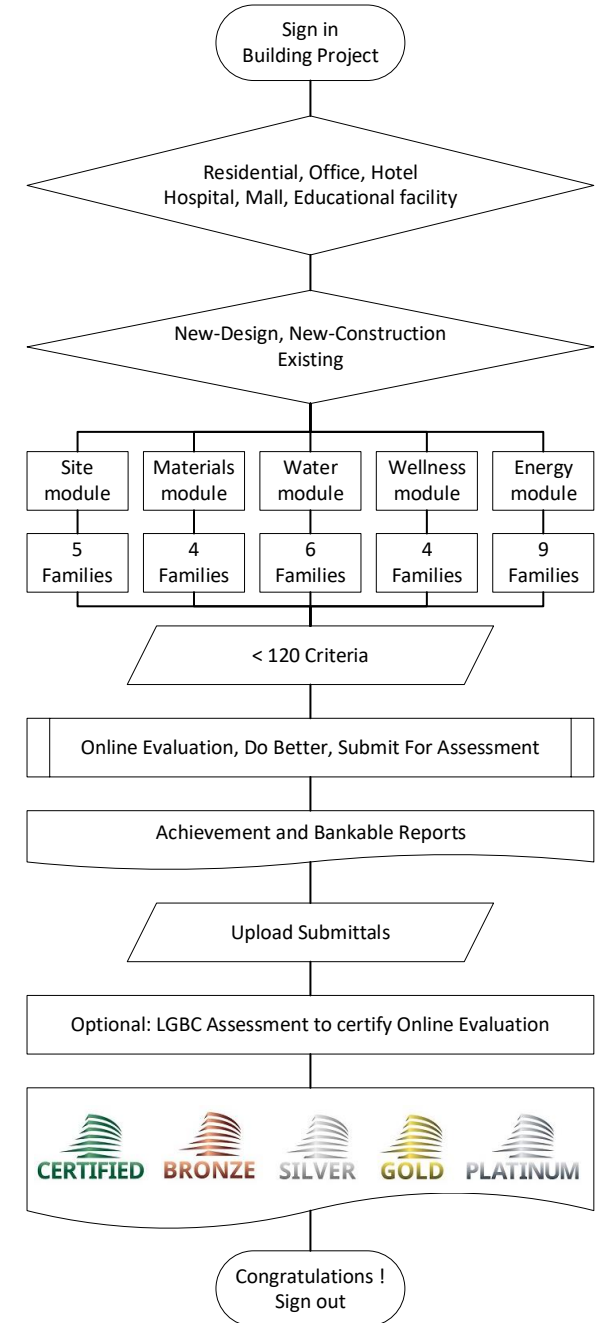 Sign in
Building Project
Residential, Office, Hotel
Hospital, Mall, Educational facility
New-Design, New-Construction
Existing
Site
module
Materials
module
Water
module
Wellness
module
Energy
module
5
Families
4
Families
6
Families
4
Families
9
Families
< 120 Criteria
Online Evaluation, Do Better, Submit For Assessment
Achievement and Bankable Reports
Upload Submittals
Optional: LGBC Assessment to certify Online Evaluation
CERTIFIED
BRONZE
SILVER
GOLD
PLATINUM
Congratulations !
Sign out